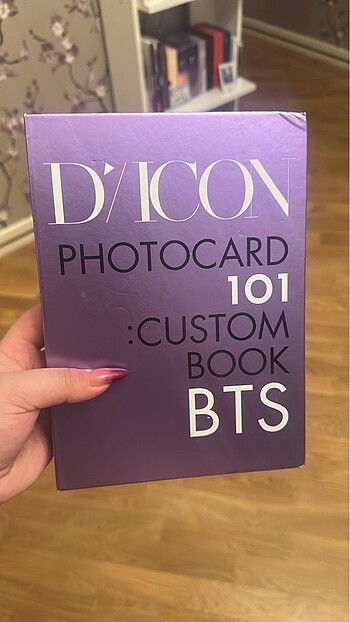 D'/ICON
PHOTOCARD
101
:CUSTOM
BOOK
BTS